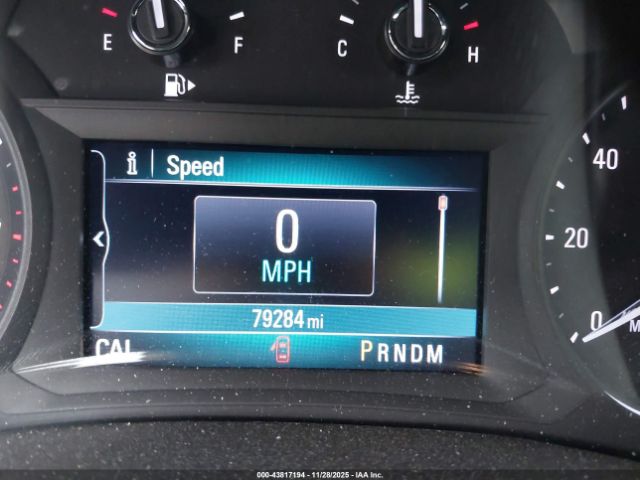 E F C H
i Speed
0
MPH
79284 mi
CAL PRNDM
40
20
0
M
000-43817194 | 11/28/2025 | IAA Inc.